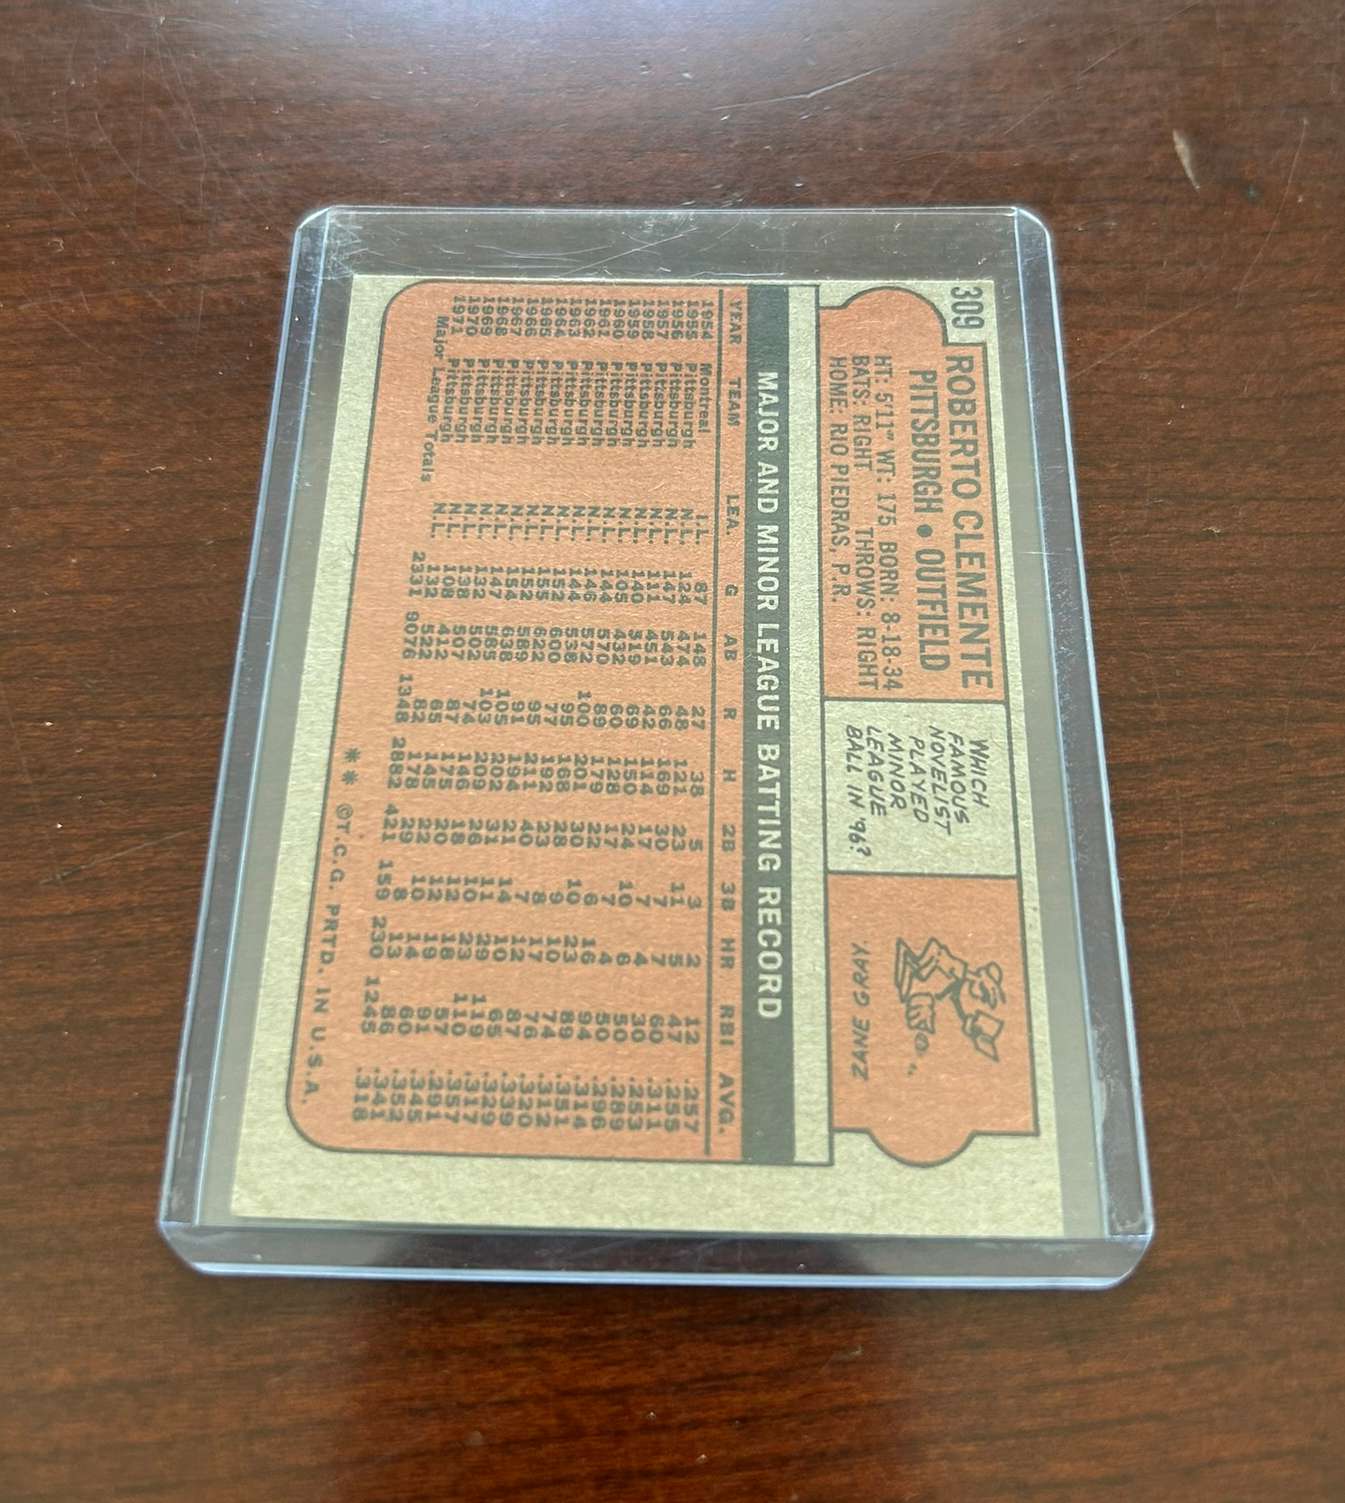 309
ROBERTO CLEMENTE
PITTSBURGH • OUTFIELD
HT: 5'11" WT: 175 BORN: 8-18-34
BATS: RIGHT THROWS: RIGHT
HOME: RIO PIEDRAS, P.R.
WHICH
FAMOUS
NOVELIST
PLAYED
MINOR
LEAGUE
BALL IN '96?
ZANE GRAY
MAJOR AND MINOR LEAGUE BATTING RECORD
YEAR TEAM LEA. G AB R H 2B 3B HR RBI AVG.
1954 Montreal I.L. 87 148 27 38 5 3 2 12 .257
1955 Pittsburgh N.L. 124 474 48 121 23 11 5 47 .255
1956 Pittsburgh N.L. 147 543 66 169 30 7 7 60 .311
1957 Pittsburgh N.L. 111 451 42 114 17 7 4 30 .253
1958 Pittsburgh N.L. 140 519 69 150 24 10 6 50 .289
1959 Pittsburgh N.L. 105 432 60 128 17 7 4 50 .296
1960 Pittsburgh N.L. 144 570 89 179 22 6 16 94 .314
1961 Pittsburgh N.L. 146 572 100 201 30 10 23 89 .351
1962 Pittsburgh N.L. 144 538 95 168 28 9 10 74 .312
1963 Pittsburgh N.L. 152 600 77 192 23 8 17 76 .320
1964 Pittsburgh N.L. 155 622 95 211 40 7 12 87 .339
1965 Pittsburgh N.L. 152 589 91 194 21 14 10 65 .329
1966 Pittsburgh N.L. 154 638 105 202 31 11 29 119 .317
1967 Pittsburgh N.L. 147 585 103 209 26 10 23 110 .357
1968 Pittsburgh N.L. 132 502 74 146 18 12 18 57 .291
1969 Pittsburgh N.L. 138 507 87 175 20 12 19 91 .345
1970 Pittsburgh N.L. 108 412 65 145 22 10 14 60 .352
1971 Pittsburgh N.L. 132 522 82 178 29 8 13 86 .341
Major League Totals 2331 9076 1348 2882 421 159 230 1245 .318
** ©T.C.G. PRTD. IN U.S.A.